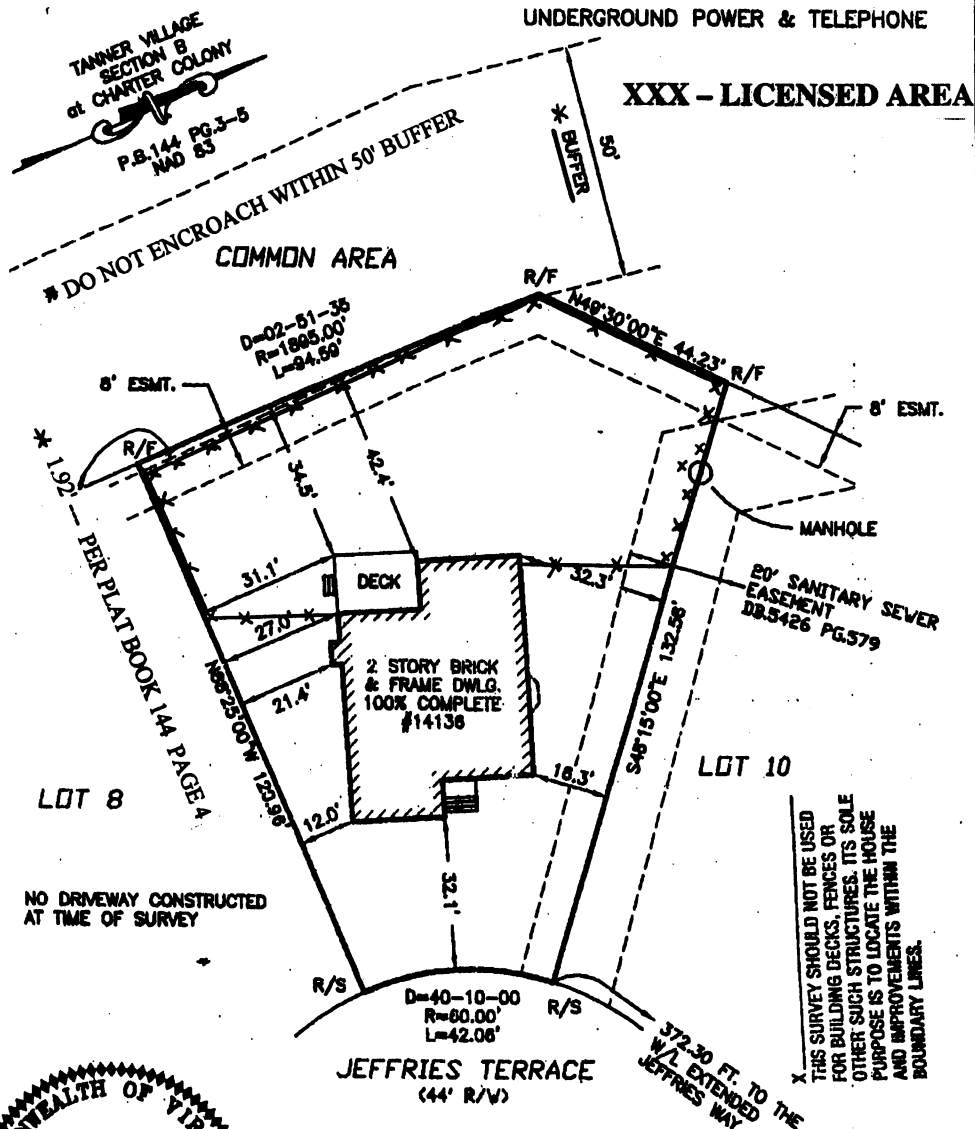 UNDERGROUND POWER & TELEPHONE
TANNER VILLAGE
SECTION B
at CHARTER COLONY
P.B.144 PG.3-5
NAD 83
XXX – LICENSED AREA
* DO NOT ENCROACH WITHIN 50' BUFFER
* BUFFER
50'
COMMON AREA
R/F
D=02-51-35
R=1895.00'
L=94.59'
N49°30'00"E 44.23'
R/F
8' ESMT.
8' ESMT.
R/F
* 1.92' — PER PLAT BOOK 144 PAGE 4
34.5'
42.4'
MANHOLE
31.1'
DECK
32.3'
20' SANITARY SEWER
EASEMENT
DB.5426 PG.579
27.0'
21.4'
2 STORY BRICK
& FRAME DWLG.
100% COMPLETE
#14136
S48°15'00"E 132.56'
LOT 8
LOT 10
18.3'
12.0'
32.1'
NO DRIVEWAY CONSTRUCTED
AT TIME OF SURVEY
R/S
R/S
D=40-10-00
R=60.00'
L=42.06'
JEFFRIES TERRACE
(44' R/W)
372.30 FT. TO THE
W/L EXTENDED
JEFFRIES WAY
X
THIS SURVEY SHOULD NOT BE USED
FOR BUILDING DECKS, FENCES OR
OTHER SUCH STRUCTURES. ITS SOLE
PURPOSE IS TO LOCATE THE HOUSE
AND IMPROVEMENTS WITHIN THE
BOUNDARY LINES.
WEALTH OF VIR